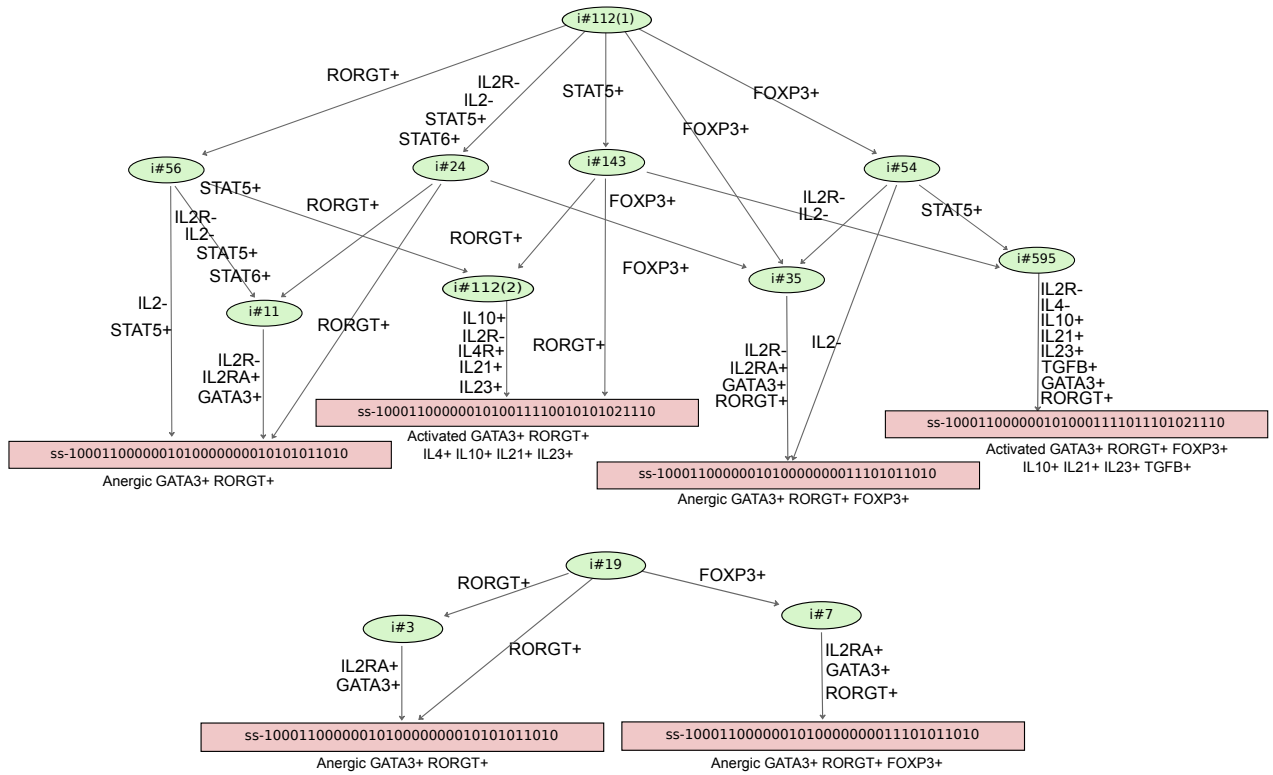 i#112(1)
RORGT+
IL2R-
IL2-
STAT5+
STAT6+
STAT5+
FOXP3+
FOXP3+
i#56
i#24
i#143
i#54
STAT5+
IL2R-
IL2-
STAT5+
STAT6+
RORGT+
RORGT+
FOXP3+
FOXP3+
IL2R-
IL2-
STAT5+
i#11
i#112(2)
i#35
i#595
IL2-
STAT5+
IL2R-
IL2RA+
GATA3+
RORGT+
IL10+
IL2R-
IL4R+
IL21+
IL23+
RORGT+
IL2R-
IL2RA+
GATA3+
RORGT+
IL2-
IL2R-
IL4-
IL10+
IL21+
IL23+
TGFB+
GATA3+
RORGT+
ss-10001100000010100111110010101021110
Activated GATA3+ RORGT+
IL4+ IL10+ IL21+ IL23+
ss-10001100000010100011111011101021110
Activated GATA3+ RORGT+ FOXP3+
IL10+ IL21+ IL23+ TGFB+
ss-10001100000010100000000010101011010
Anergic GATA3+ RORGT+
ss-10001100000010100000000011101011010
Anergic GATA3+ RORGT+ FOXP3+
i#19
RORGT+
FOXP3+
i#3
i#7
RORGT+
IL2RA+
GATA3+
IL2RA+
GATA3+
RORGT+
ss-10001100000010100000000010101011010
Anergic GATA3+ RORGT+
ss-10001100000010100000000011101011010
Anergic GATA3+ RORGT+ FOXP3+